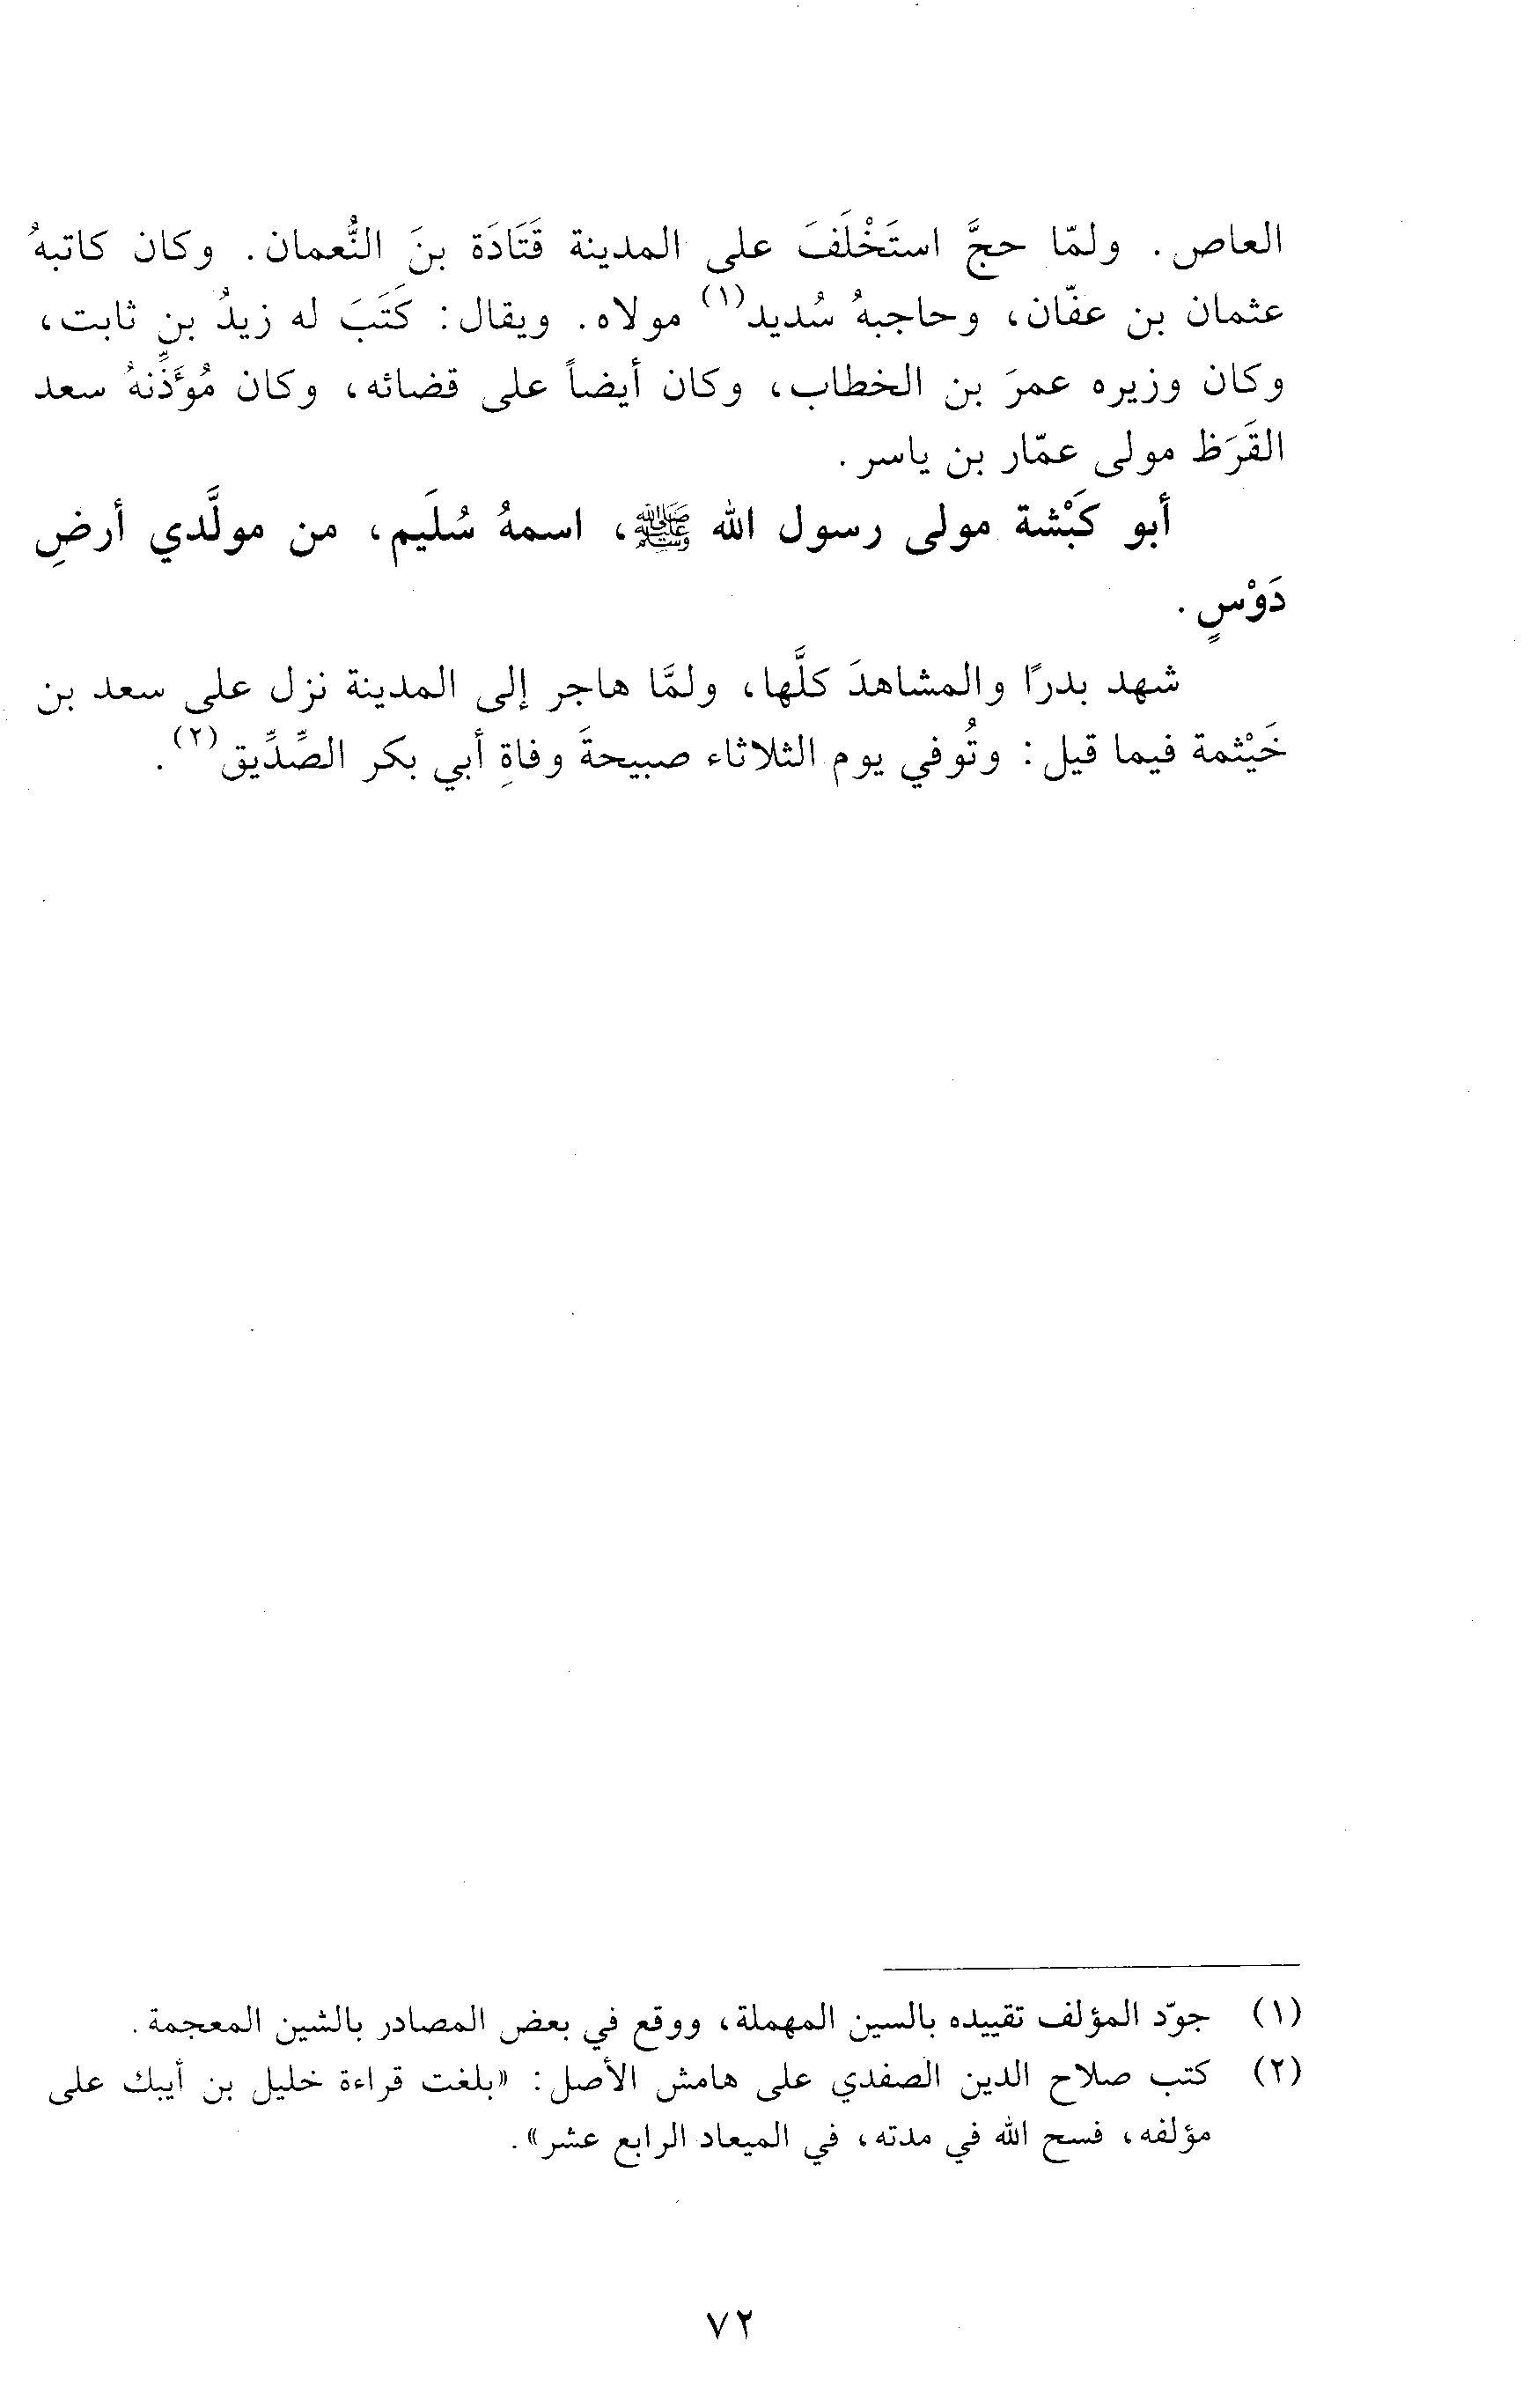 العاص. ولمّا حجَّ استَخْلَفَ على المدينة قَتَادَة بنَ النُّعمان. وكان كاتبهُ
عثمان بن عفّان، وحاجبهُ سُديد(١) مولاه. ويقال: كَتَبَ له زيدُ بن ثابت،
وكان وزيره عمرَ بن الخطاب، وكان أيضاً على قضائه، وكان مُؤَذِّنهُ سعد
القَرَظ مولى عمّار بن ياسر.
أبو كَبْشة مولى رسول الله ﷺ، اسمهُ سُلَيم، من مولَّدي أرضِ
دَوْسٍ.
شهد بدرًا والمشاهدَ كلَّها، ولمَّا هاجر إلى المدينة نزل على سعد بن
خَيْثمة فيما قيل: وتُوفي يوم الثلاثاء صبيحةَ وفاةِ أبي بكر الصِّدِّيق(٢).
(١) جوّد المؤلف تقييده بالسين المهملة، ووقع في بعض المصادر بالشين المعجمة.
(٢) كتب صلاح الدين الصفدي على هامش الأصل: «بلغت قراءة خليل بن أيبك على
مؤلفه، فسح الله في مدته، في الميعاد الرابع عشر».
٧٢